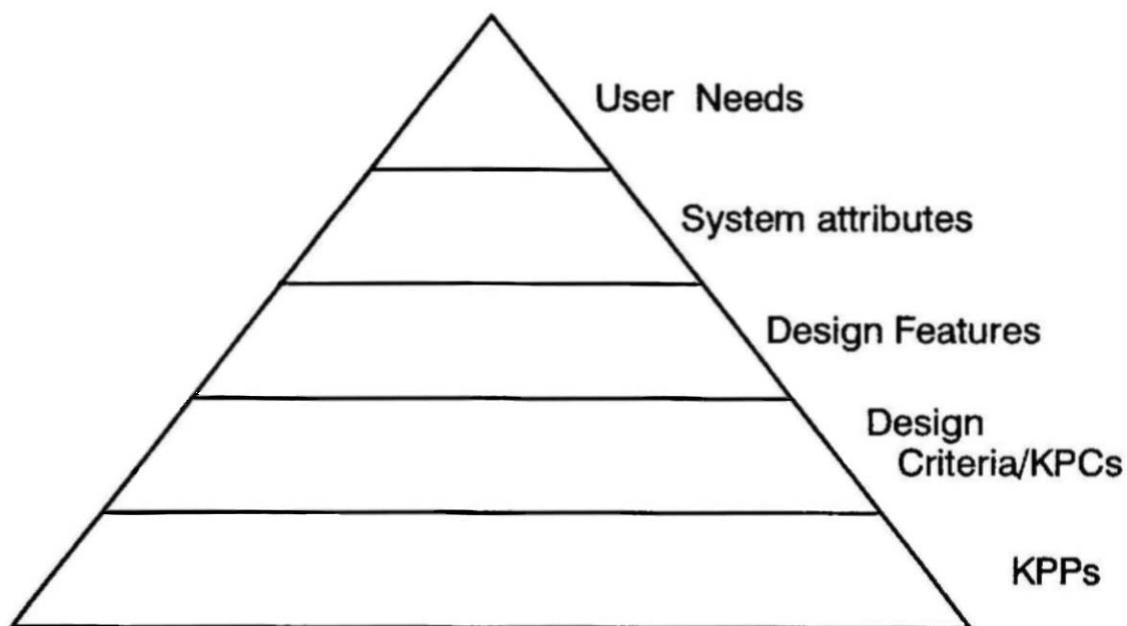 User Needs
System attributes
Design Features
Design
Criteria/KPCs
KPPs